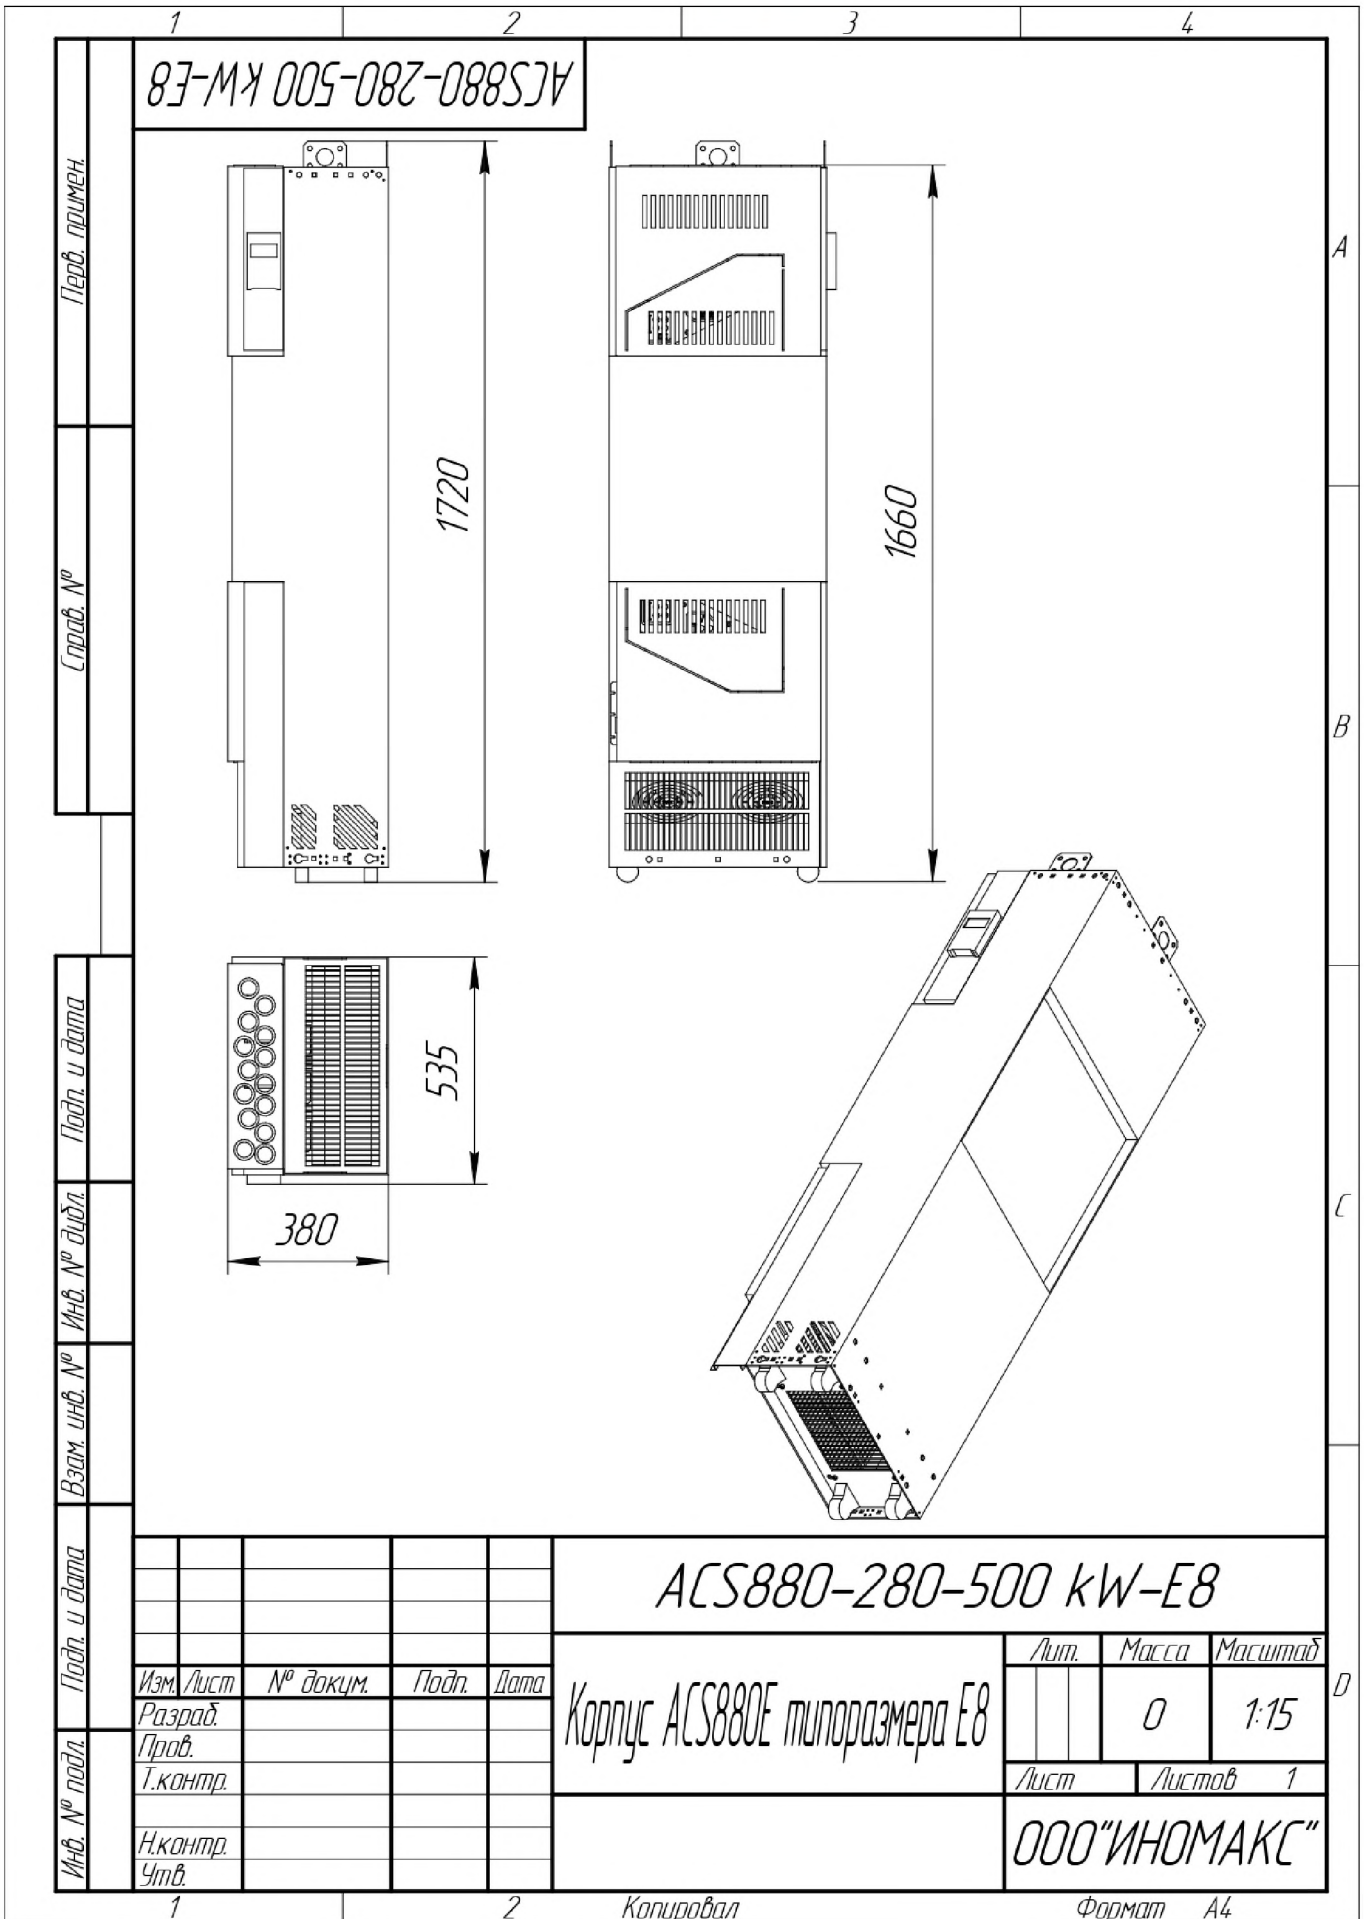 1 2 3 4
ACS880-280-500 kW-E8
Перв. примен.
A
1720
1660
Справ. №
B
Подп. и дата
535
380
Инв. № дубл.
C
Взам. инв. №
Подп. и дата
ACS880-280-500 kW-E8
Лит. Масса Масштаб
Изм. Лист № докум. Подп. Дата
D
Разраб.
Корпус ACS880E типоразмера E8
0 1:15
Пров.
Т.контр.
Лист Листов 1
Инв. № подл.
Н.контр.
ООО"ИНОМАКС"
Утв.
1 2 Копировал Формат A4